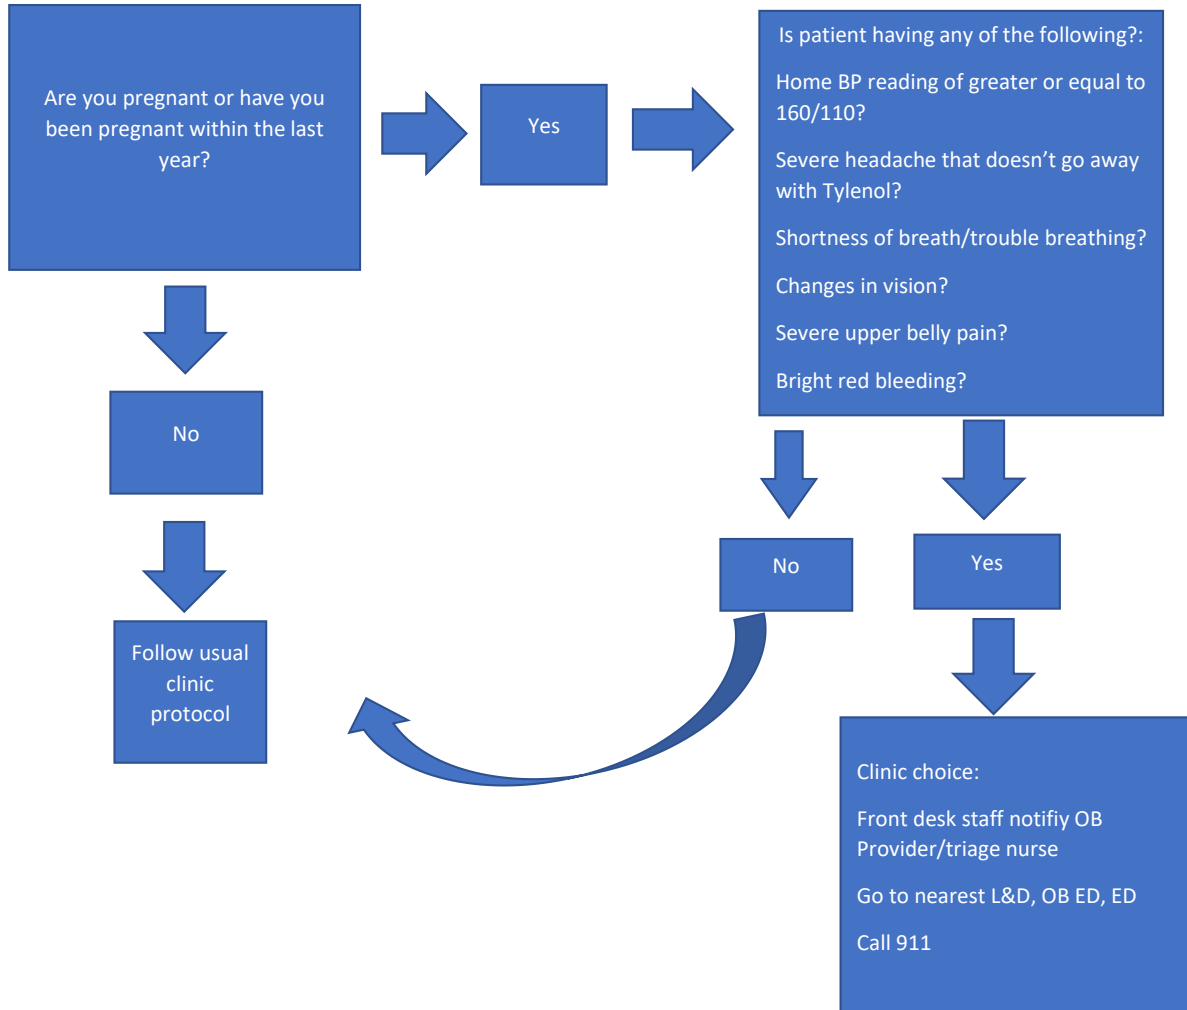 Are you pregnant or have you
been pregnant within the last
year?
Yes
Is patient having any of the following?:
Home BP reading of greater or equal to
160/110?
Severe headache that doesn’t go away
with Tylenol?
Shortness of breath/trouble breathing?
Changes in vision?
Severe upper belly pain?
Bright red bleeding?
No
No
Yes
Follow usual
clinic
protocol
Clinic choice:
Front desk staff notifiy OB
Provider/triage nurse
Go to nearest L&D, OB ED, ED
Call 911